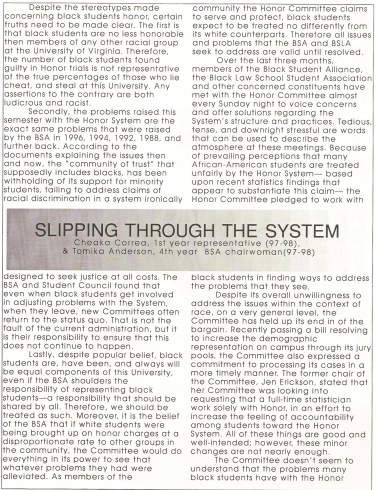 Despite the stereotypes made
concerning black students honor, certain
truths need to be made clear. The first is
that black students are no less honorable
then members of any other racial group
at the University of Virginia. Therefore,
the number of black students found
guilty in Honor trials is not representative
of the true percentages of those who lie
cheat, and steal at this University. Any
assertions to the contrary are both
ludicrous and racist.
Secondly, the problems raised this
semester with the Honor System are the
exact same problems that were raised
by the BSA in 1996, 1994, 1992, 1988, and
further back. According to the
documents explaining the issues then
and now, the "community of trust" that
supposedly includes blacks, has been
withholding of its support for minority
students, failing to address claims of
racial discrimination in a system ironically
community the Honor Committee claims
to serve and protect, black students
expect to be treated no differently from
its white counterparts. Therefore all issues
and problems that the BSA and BSLA
seek to address are valid until resolved.
Over the last three months,
members of the Black Student Alliance,
the Black Law School Student Association
and other concerned constituents have
met with the Honor Committee almost
every Sunday night to voice concerns
and offer solutions regarding the
System's structure and practices. Tedious,
tense, and downright stressful are words
that can be used to describe the
atmosphere at these meetings. Because
of prevailing perceptions that many
African-American students are treated
unfairly by the Honor System— based
upon recent statistics findings that
appear to substantiate this claim— the
Honor Committee pledged to work with
SLIPPING THROUGH THE SYSTEM
Cheaka Correa, 1st year representative (97-98),
& Tomika Anderson, 4th year BSA chairwoman(97-98)
designed to seek justice at all costs. The
BSA and Student Council found that
even when black students get involved
in adjusting problems with the System,
when they leave, new Committees often
return to the status quo. That is not the
fault of the current administration, but it
is their responsibility to ensure that this
does not continue to happen.
Lastly, despite popular belief, black
students are, have been, and always will
be equal components of this University,
even if the BSA shoulders the
responsibility of representing black
students—a responsibility that should be
shared by all. Therefore, we should be
treated as such. Moreover, it is the belief
of the BSA that if white students were
being brought up on honor charges at a
disproportionate rate to other groups in
the community, the Committee would do
everything in its power to see that
whatever problems they had were
alleviated. As members of the
black students in finding ways to address
the problems that they see.
Despite its overall unwillingness to
address the issues within the context of
race, on a very general level, the
Committee has held up its end in of the
bargain. Recently passing a bill resolving
to increase the demographic
representation on campus through its jury
pools, the Committee also expressed a
commitment to processing its cases in a
more timely manner. The former chair of
the Committee, Jen Erickson, stated that
her Committee was looking into
requesting that a full-time statistician
work solely with Honor, in an effort to
increase the feeling of accountability
among students toward the Honor
System. All of these things are good and
well-intended; however, these minor
changes are not nearly enough.
The Committee doesn't seem to
understand that the problems many
black students have with the Honor